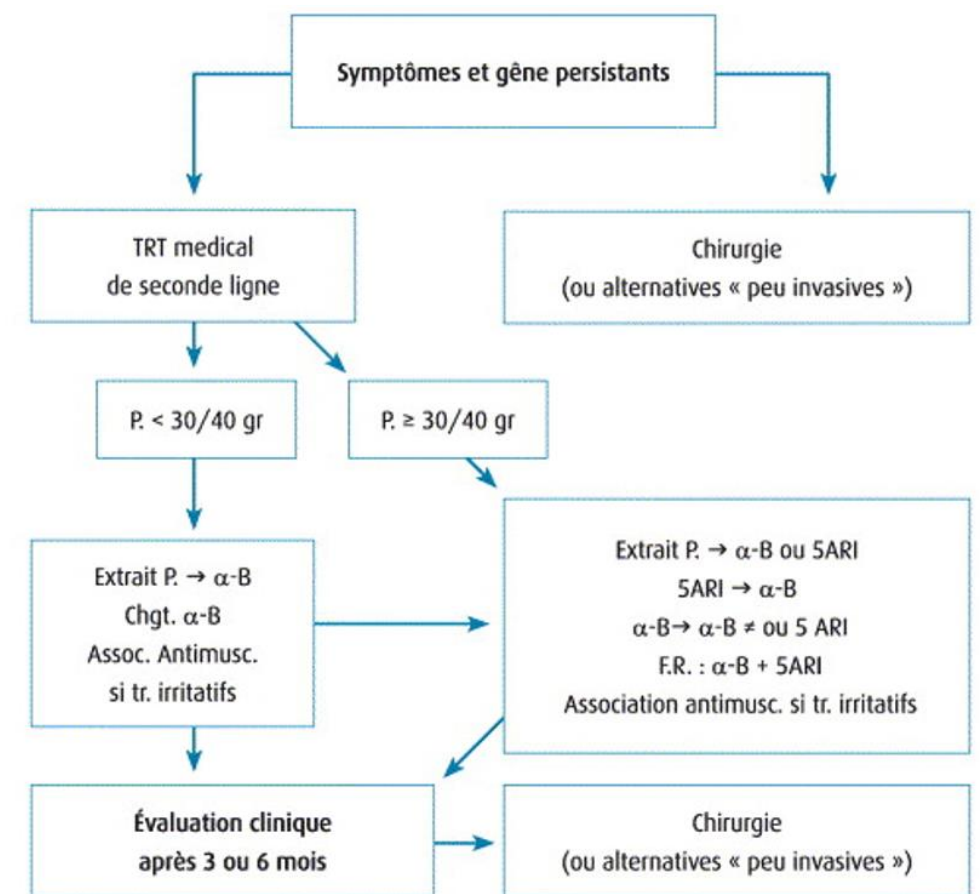 Symptômes et gêne persistants
TRT medical
de seconde ligne
Chirurgie
(ou alternatives « peu invasives »)
P. < 30/40 gr
P. ≥ 30/40 gr
Extrait P. → α-B
Chgt. α-B
Assoc. Antimusc.
si tr. irritatifs
Extrait P. → α-B ou 5ARI
5ARI → α-B
α-B→ α-B ≠ ou 5 ARI
F.R. : α-B + 5ARI
Association antimusc. si tr. irritatifs
Évaluation clinique
après 3 ou 6 mois
Chirurgie
(ou alternatives « peu invasives »)